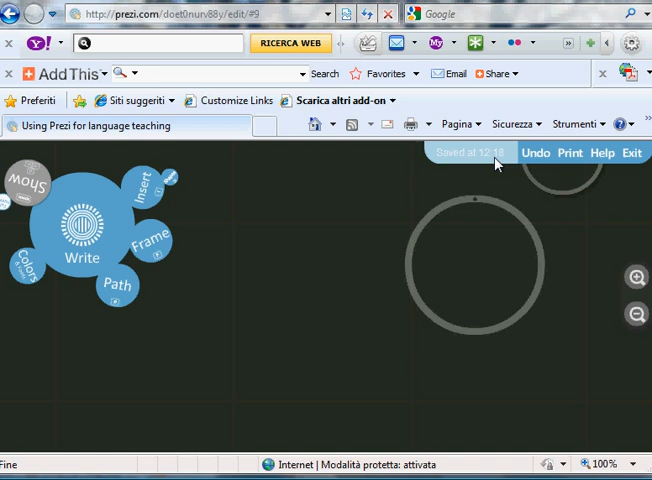 http://prezi.com/doet0nurv88y/edit/#9
Google
Y!
RICERCA WEB
My
AddThis
Search
Favorites
Email
Share
Preferiti
Siti suggeriti
Customize Links
Scarica altri add-on
Using Prezi for language teaching
Pagina
Sicurezza
Strumenti
Saved at 12:18
Undo
Print
Help
Exit
Show
Insert
Frame
Write
Colors
Path
Fine
Internet | Modalità protetta: attivata
100%